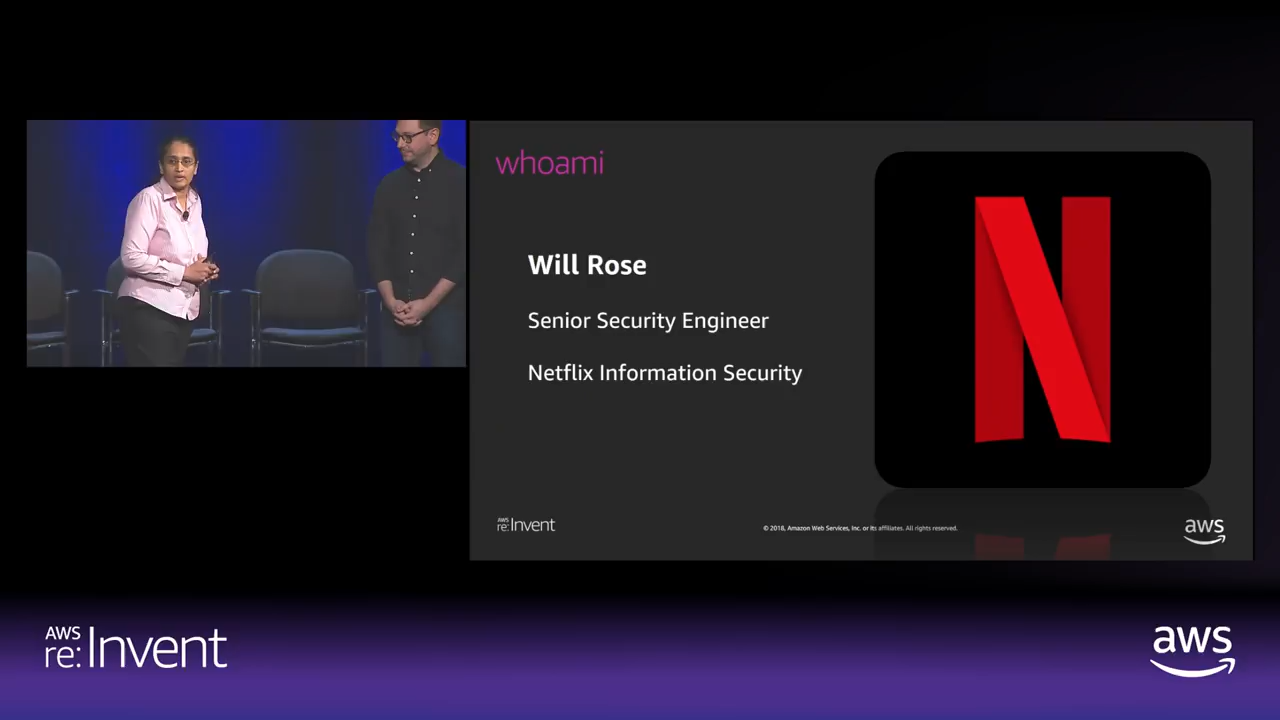 whoami
Will Rose
Senior Security Engineer
Netflix Information Security
N
AWS
re:Invent
© 2018, Amazon Web Services, Inc. or its affiliates. All rights reserved.
aws
AWS
re:Invent
aws